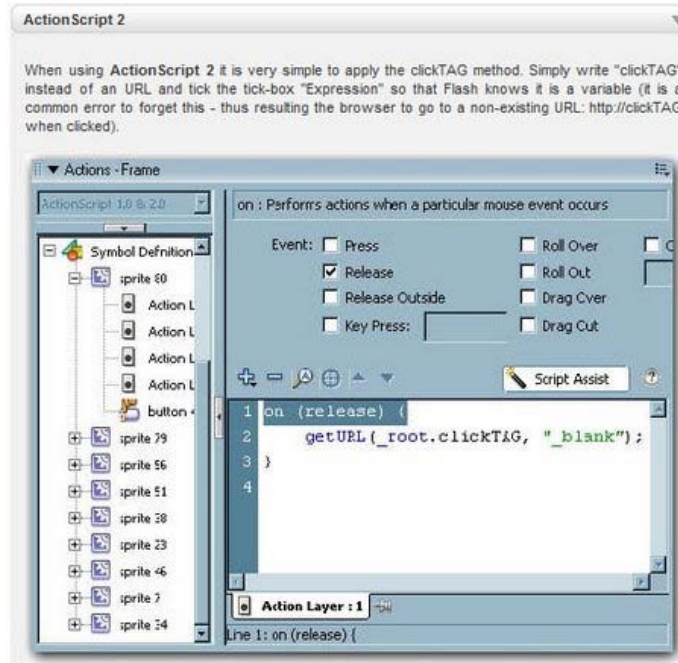 ActionScript 2
When using ActionScript 2 it is very simple to apply the clickTAG method. Simply write "clickTAG"
instead of an URL and tick the tick-box "Expression" so that Flash knows it is a variable (it is a
common error to forget this - thus resulting the browser to go to a non-existing URL: http://clickTAG
when clicked).
Actions - Frame
ActionScript 1.0 & 2.0
on : Performs actions when a particular mouse event occurs
Event: Press Roll Over
Release Roll Out
Release Outside Drag Over
Key Press: Drag Out
Symbol Definition
sprite 80
Action L
Action L
Action L
Action L
button 4
sprite 79
sprite 56
sprite 51
sprite 38
sprite 23
sprite 46
sprite 7
sprite 34
Script Assist
1 on (release) {
2 getURL(_root.clickTAG, "_blank");
3 }
4
Action Layer : 1
Line 1: on (release) {